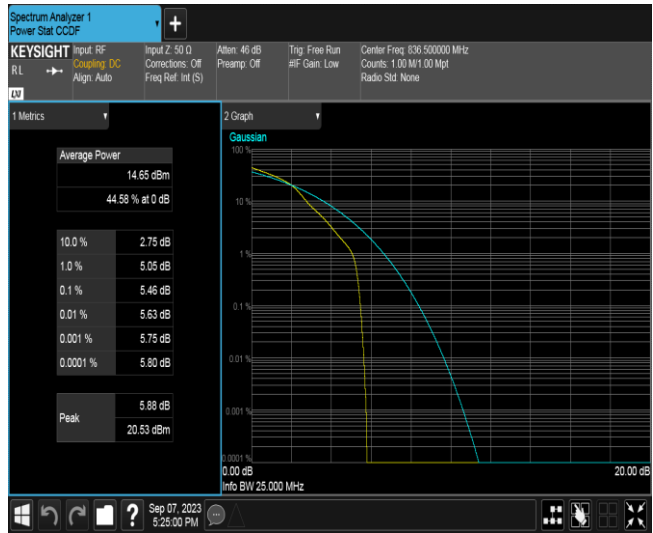 Spectrum Analyzer 1
Power Stat CCDF
+
KEYSIGHT
R L
LXI
Input: RF
Coupling: DC
Align: Auto
Input Z: 50 Ω
Corrections: Off
Freq Ref: Int (S)
Atten: 46 dB
Preamp: Off
Trig: Free Run
#IF Gain: Low
Center Freq: 836.500000 MHz
Counts: 1.00 M/1.00 Mpt
Radio Std: None
1 Metrics
Average Power
14.65 dBm
44.58 % at 0 dB
10.0 % 2.75 dB
1.0 % 5.05 dB
0.1 % 5.46 dB
0.01 % 5.63 dB
0.001 % 5.75 dB
0.0001 % 5.80 dB
Peak
5.88 dB
20.53 dBm
2 Graph
Gaussian
100 %
10 %
1 %
0.1 %
0.01 %
0.001 %
0.0001 %
0.00 dB 20.00 dB
Info BW 25.000 MHz
?
Sep 07, 2023
5:25:00 PM